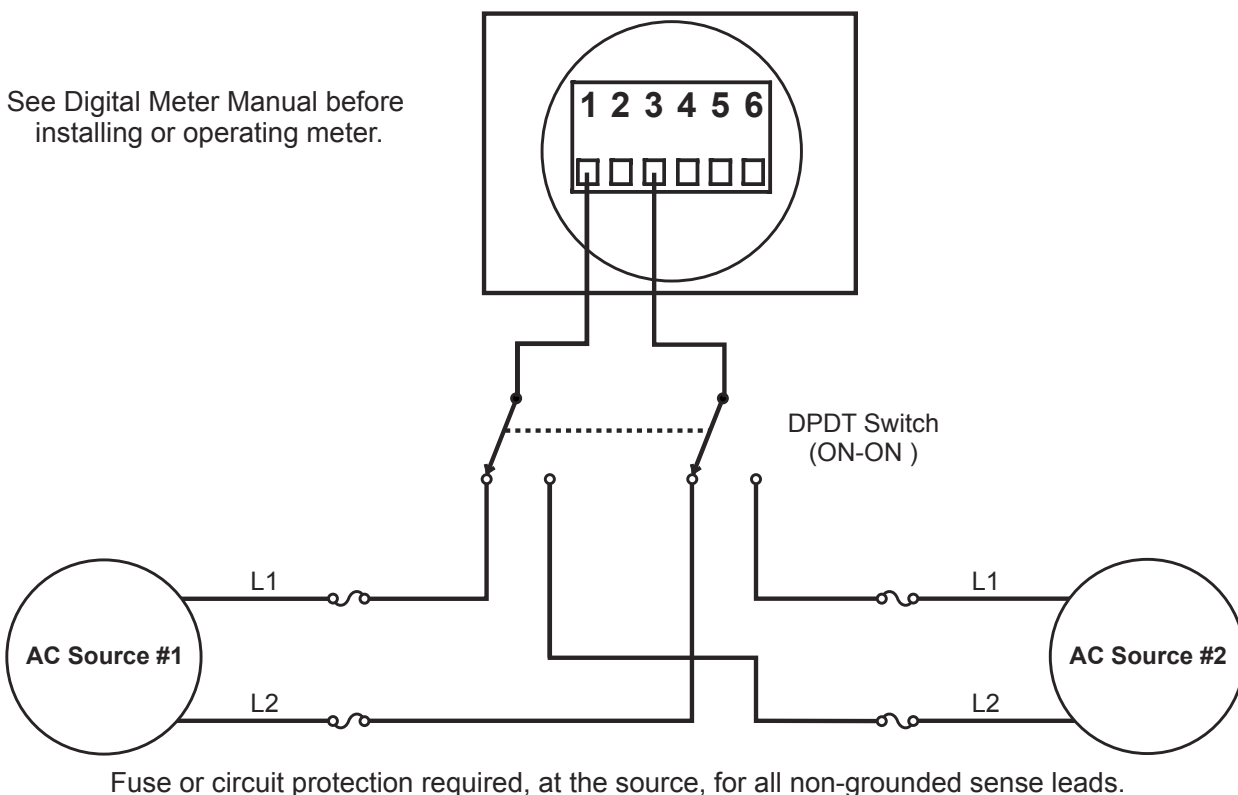 See Digital Meter Manual before
installing or operating meter.
1 2 3 4 5 6
DPDT Switch
(ON-ON )
L1
L1
AC Source #1
AC Source #2
L2
L2
Fuse or circuit protection required, at the source, for all non-grounded sense leads.